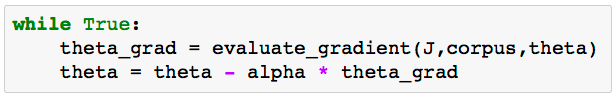 while True:
    theta_grad = evaluate_gradient(J,corpus,theta)
    theta = theta - alpha * theta_grad